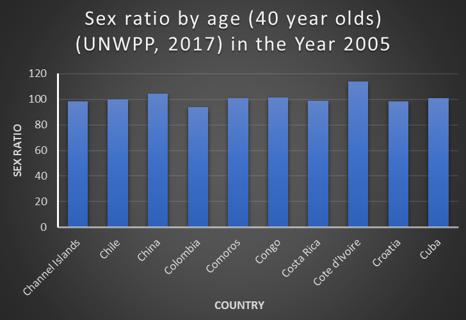 Sex ratio by age (40 year olds)
(UNWPP, 2017) in the Year 2005
120
100
80
60
40
20
0
SEX RATIO
Channel Islands
Chile
China
Colombia
Comoros
Congo
Costa Rica
Cote d'Ivoire
Croatia
Cuba
COUNTRY